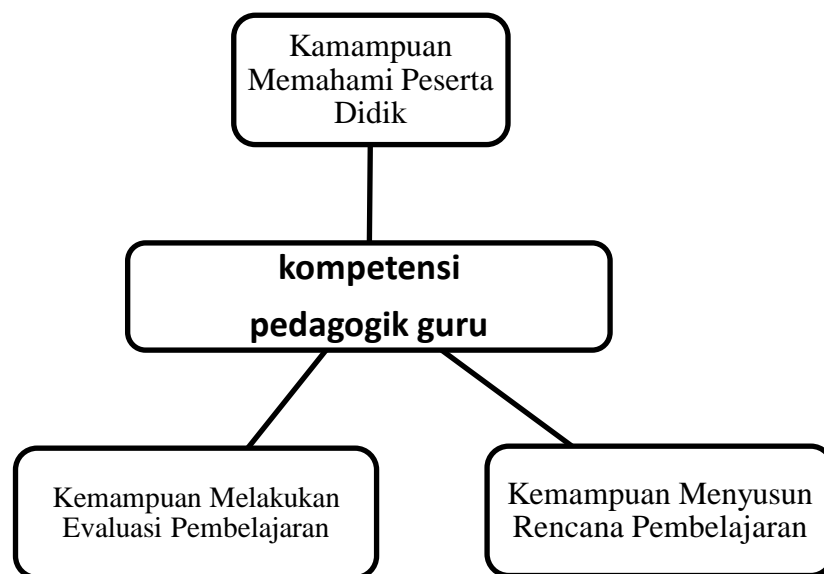 Kamampuan
Memahami Peserta
Didik
kompetensi
pedagogik guru
Kemampuan Melakukan
Evaluasi Pembelajaran
Kemampuan Menyusun
Rencana Pembelajaran